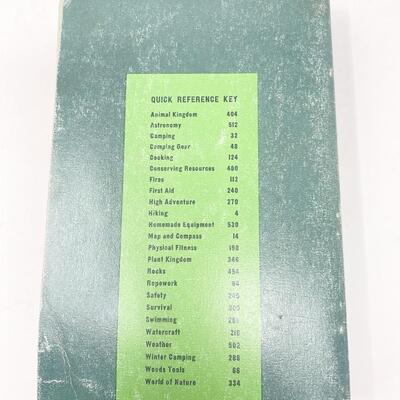 QUICK REFERENCE KEY
Animal Kingdom 404
Astronomy 512
Camping 32
Camping Gear 48
Cooking 124
Conserving Resources 490
Fires 112
First Aid 240
High Adventure 270
Hiking 4
Homemade Equipment 530
Map and Compass 14
Physical Fitness 190
Plant Kingdom 346
Rocks 454
Ropework 84
Safety
Survival
Swimming
Watercraft
Weather 502
Winter Camping 286
Woods Tools 66
World of Nature 334